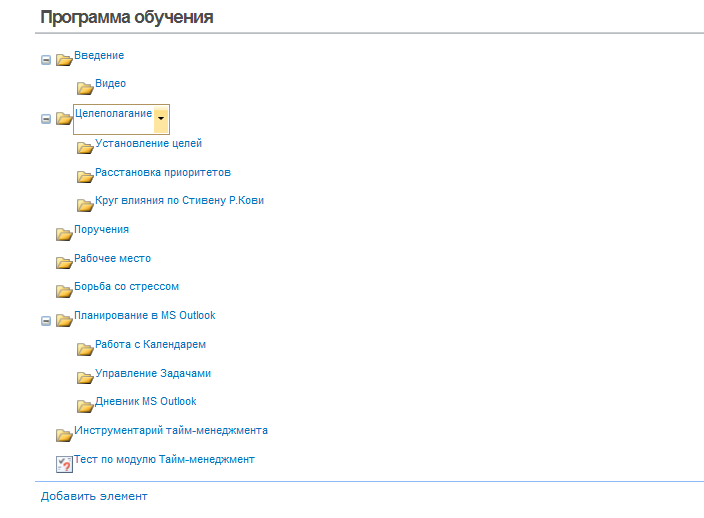 Программа обучения
Введение
Видео
Целеполагание
Установление целей
Расстановка приоритетов
Круг влияния по Стивену Р.Кови
Поручения
Рабочее место
Борьба со стрессом
Планирование в MS Outlook
Работа с Календарем
Управление Задачами
Дневник MS Outlook
Инструментарий тайм-менеджмента
Тест по модулю Тайм-менеджмент
Добавить элемент